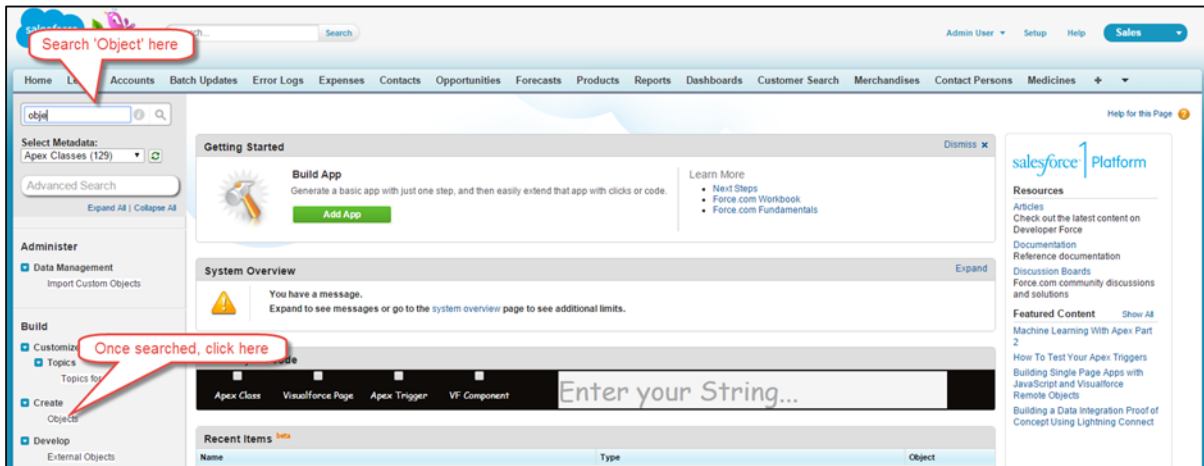 salesforce
Search 'Object' here
Search
Admin User
Setup
Help
Sales
Home
Accounts
Batch Updates
Error Logs
Expenses
Contacts
Opportunities
Forecasts
Products
Reports
Dashboards
Customer Search
Merchandises
Contact Persons
Medicines
+
obje
Help for this Page
Select Metadata:
Apex Classes (129)
Advanced Search
Expand All | Collapse All
Administer
Data Management
Import Custom Objects
Build
Customize
Topics
Topics for
Once searched, click here
Create
Objects
Develop
External Objects
Getting Started
Dismiss x
Build App
Generate a basic app with just one step, and then easily extend that app with clicks or code.
Add App
Learn More
• Next Steps
• Force.com Workbook
• Force.com Fundamentals
System Overview
Expand
You have a message.
Expand to see messages or go to the system overview page to see additional limits.
Apex Class
Visualforce Page
Apex Trigger
VF Component
Enter your String...
Recent Items beta
Name
Type
Object
salesforce1 Platform
Resources
Articles
Check out the latest content on
Developer Force
Documentation
Reference documentation
Discussion Boards
Force.com community discussions
and solutions
Featured Content
Show All
Machine Learning With Apex Part
2
How To Test Your Apex Triggers
Building Single Page Apps with
JavaScript and Visualforce
Remote Objects
Building a Data Integration Proof of
Concept Using Lightning Connect